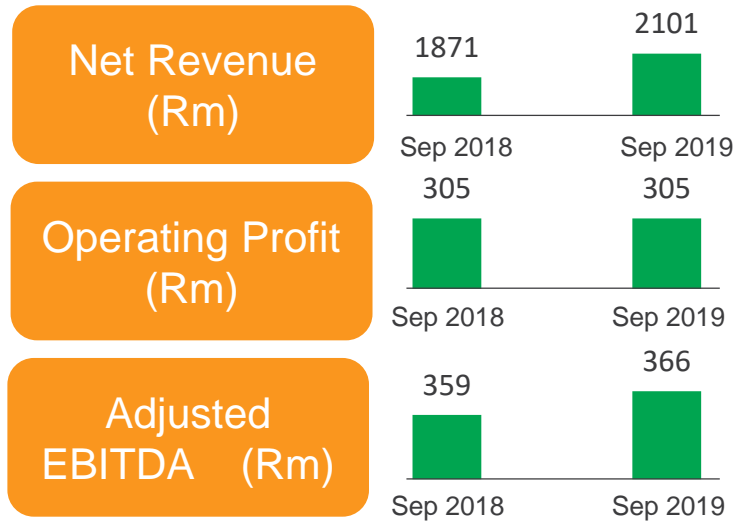 Net Revenue
(Rm)
1871
2101
Sep 2018
Sep 2019
Operating Profit
(Rm)
305
305
Sep 2018
Sep 2019
Adjusted
EBITDA (Rm)
359
366
Sep 2018
Sep 2019